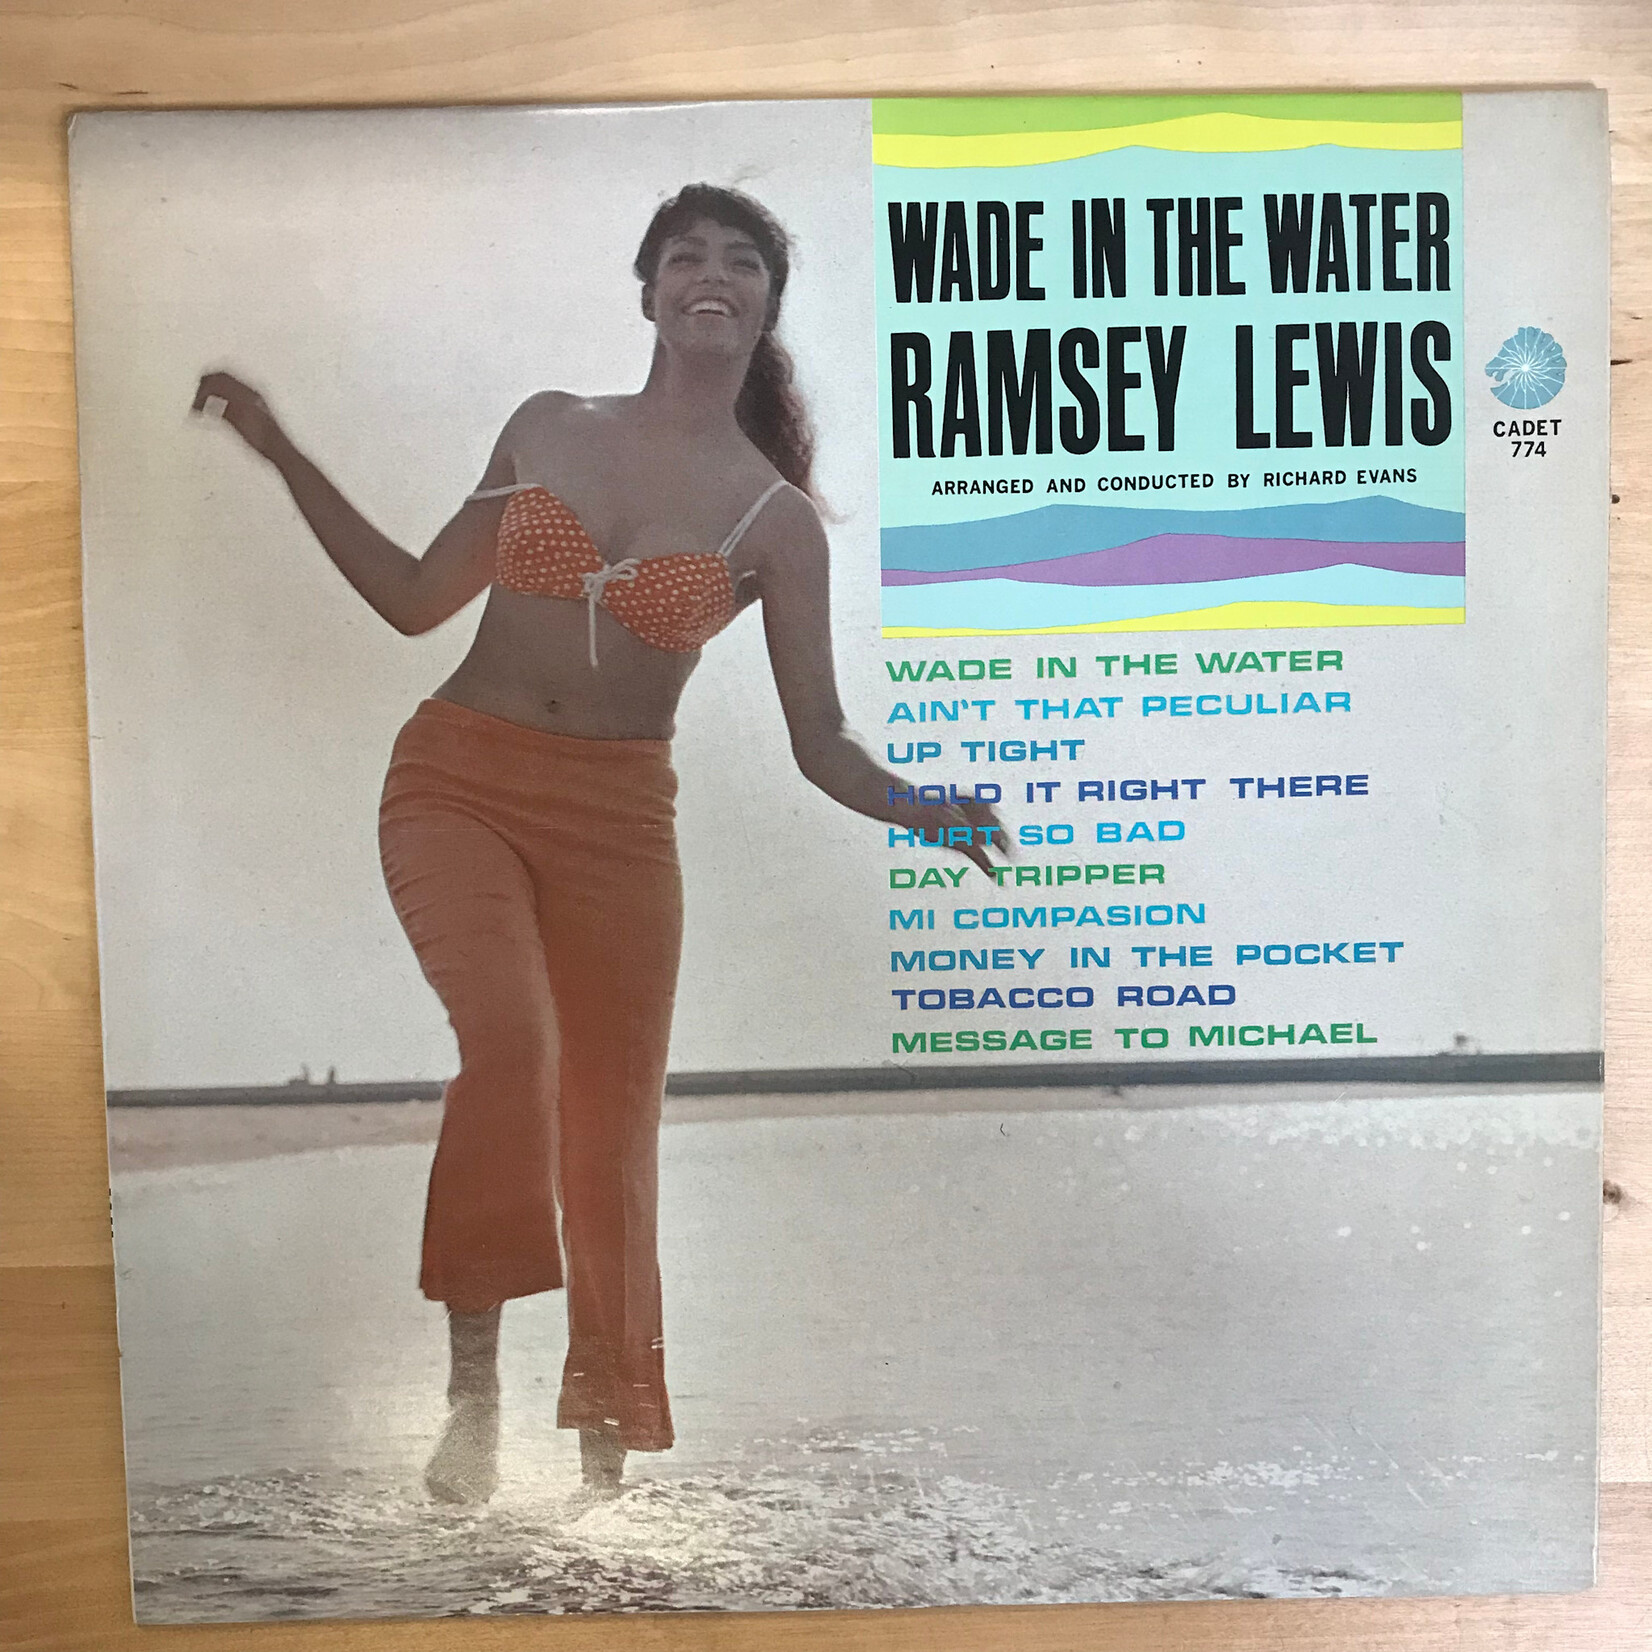 WADE IN THE WATER
RAMSEY LEWIS
ARRANGED AND CONDUCTED BY RICHARD EVANS
CADET
774
WADE IN THE WATER
AIN'T THAT PECULIAR
UP TIGHT
HOLD IT RIGHT THERE
HURT SO BAD
DAY TRIPPER
MI COMPASION
MONEY IN THE POCKET
TOBACCO ROAD
MESSAGE TO MICHAEL